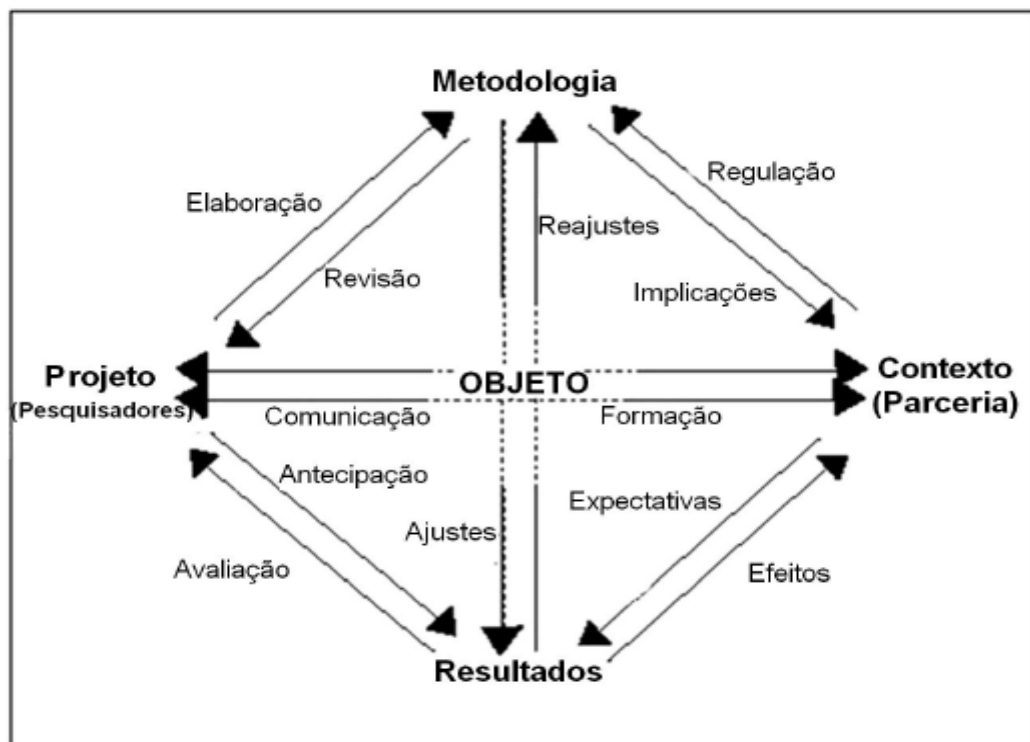 Metodologia
Regulação
Elaboração
Reajustes
Revisão
Implicações
Projeto
(Pesquisadores)
OBJETO
Contexto
(Parceria)
Comunicação
Formação
Antecipação
Expectativas
Ajustes
Avaliação
Efeitos
Resultados